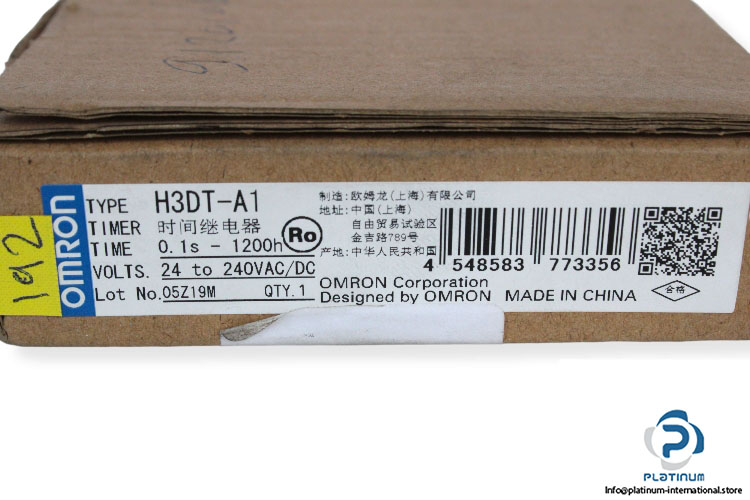 OMRON
192
TYPE H3DT-A1
TIMER 时间继电器
TIME 0.1s - 1200h
VOLTS. 24 to 240VAC/DC
Lot No. 05Z19M QTY. 1
Ro
制造: 欧姆龙(上海)有限公司
地址: 中国(上海)
自由贸易试验区
金吉路789号
产地: 中华人民共和国
4 548583 773356
合格
OMRON Corporation
Designed by OMRON MADE IN CHINA
PLATINUM
Info@platinum-international.store